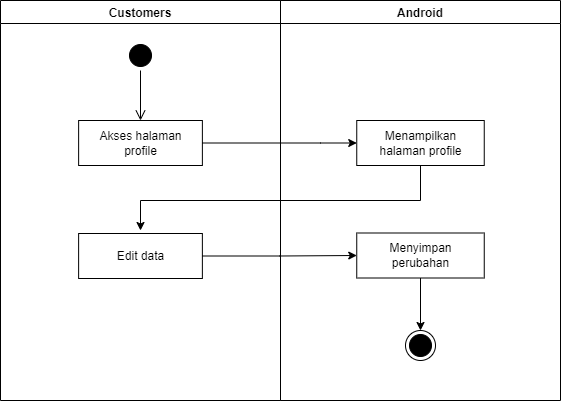 Customers
Android
Akses halaman
profile
Menampilkan
halaman profile
Edit data
Menyimpan
perubahan